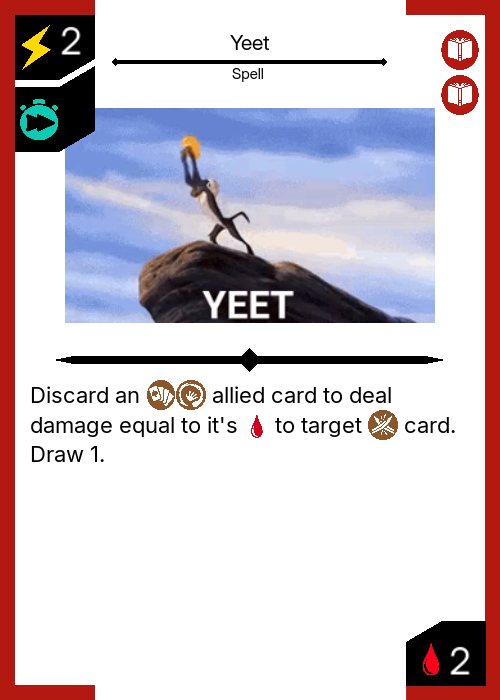 2
Yeet
Spell
YEET
Discard an allied card to deal
damage equal to it's to target card.
Draw 1.
2